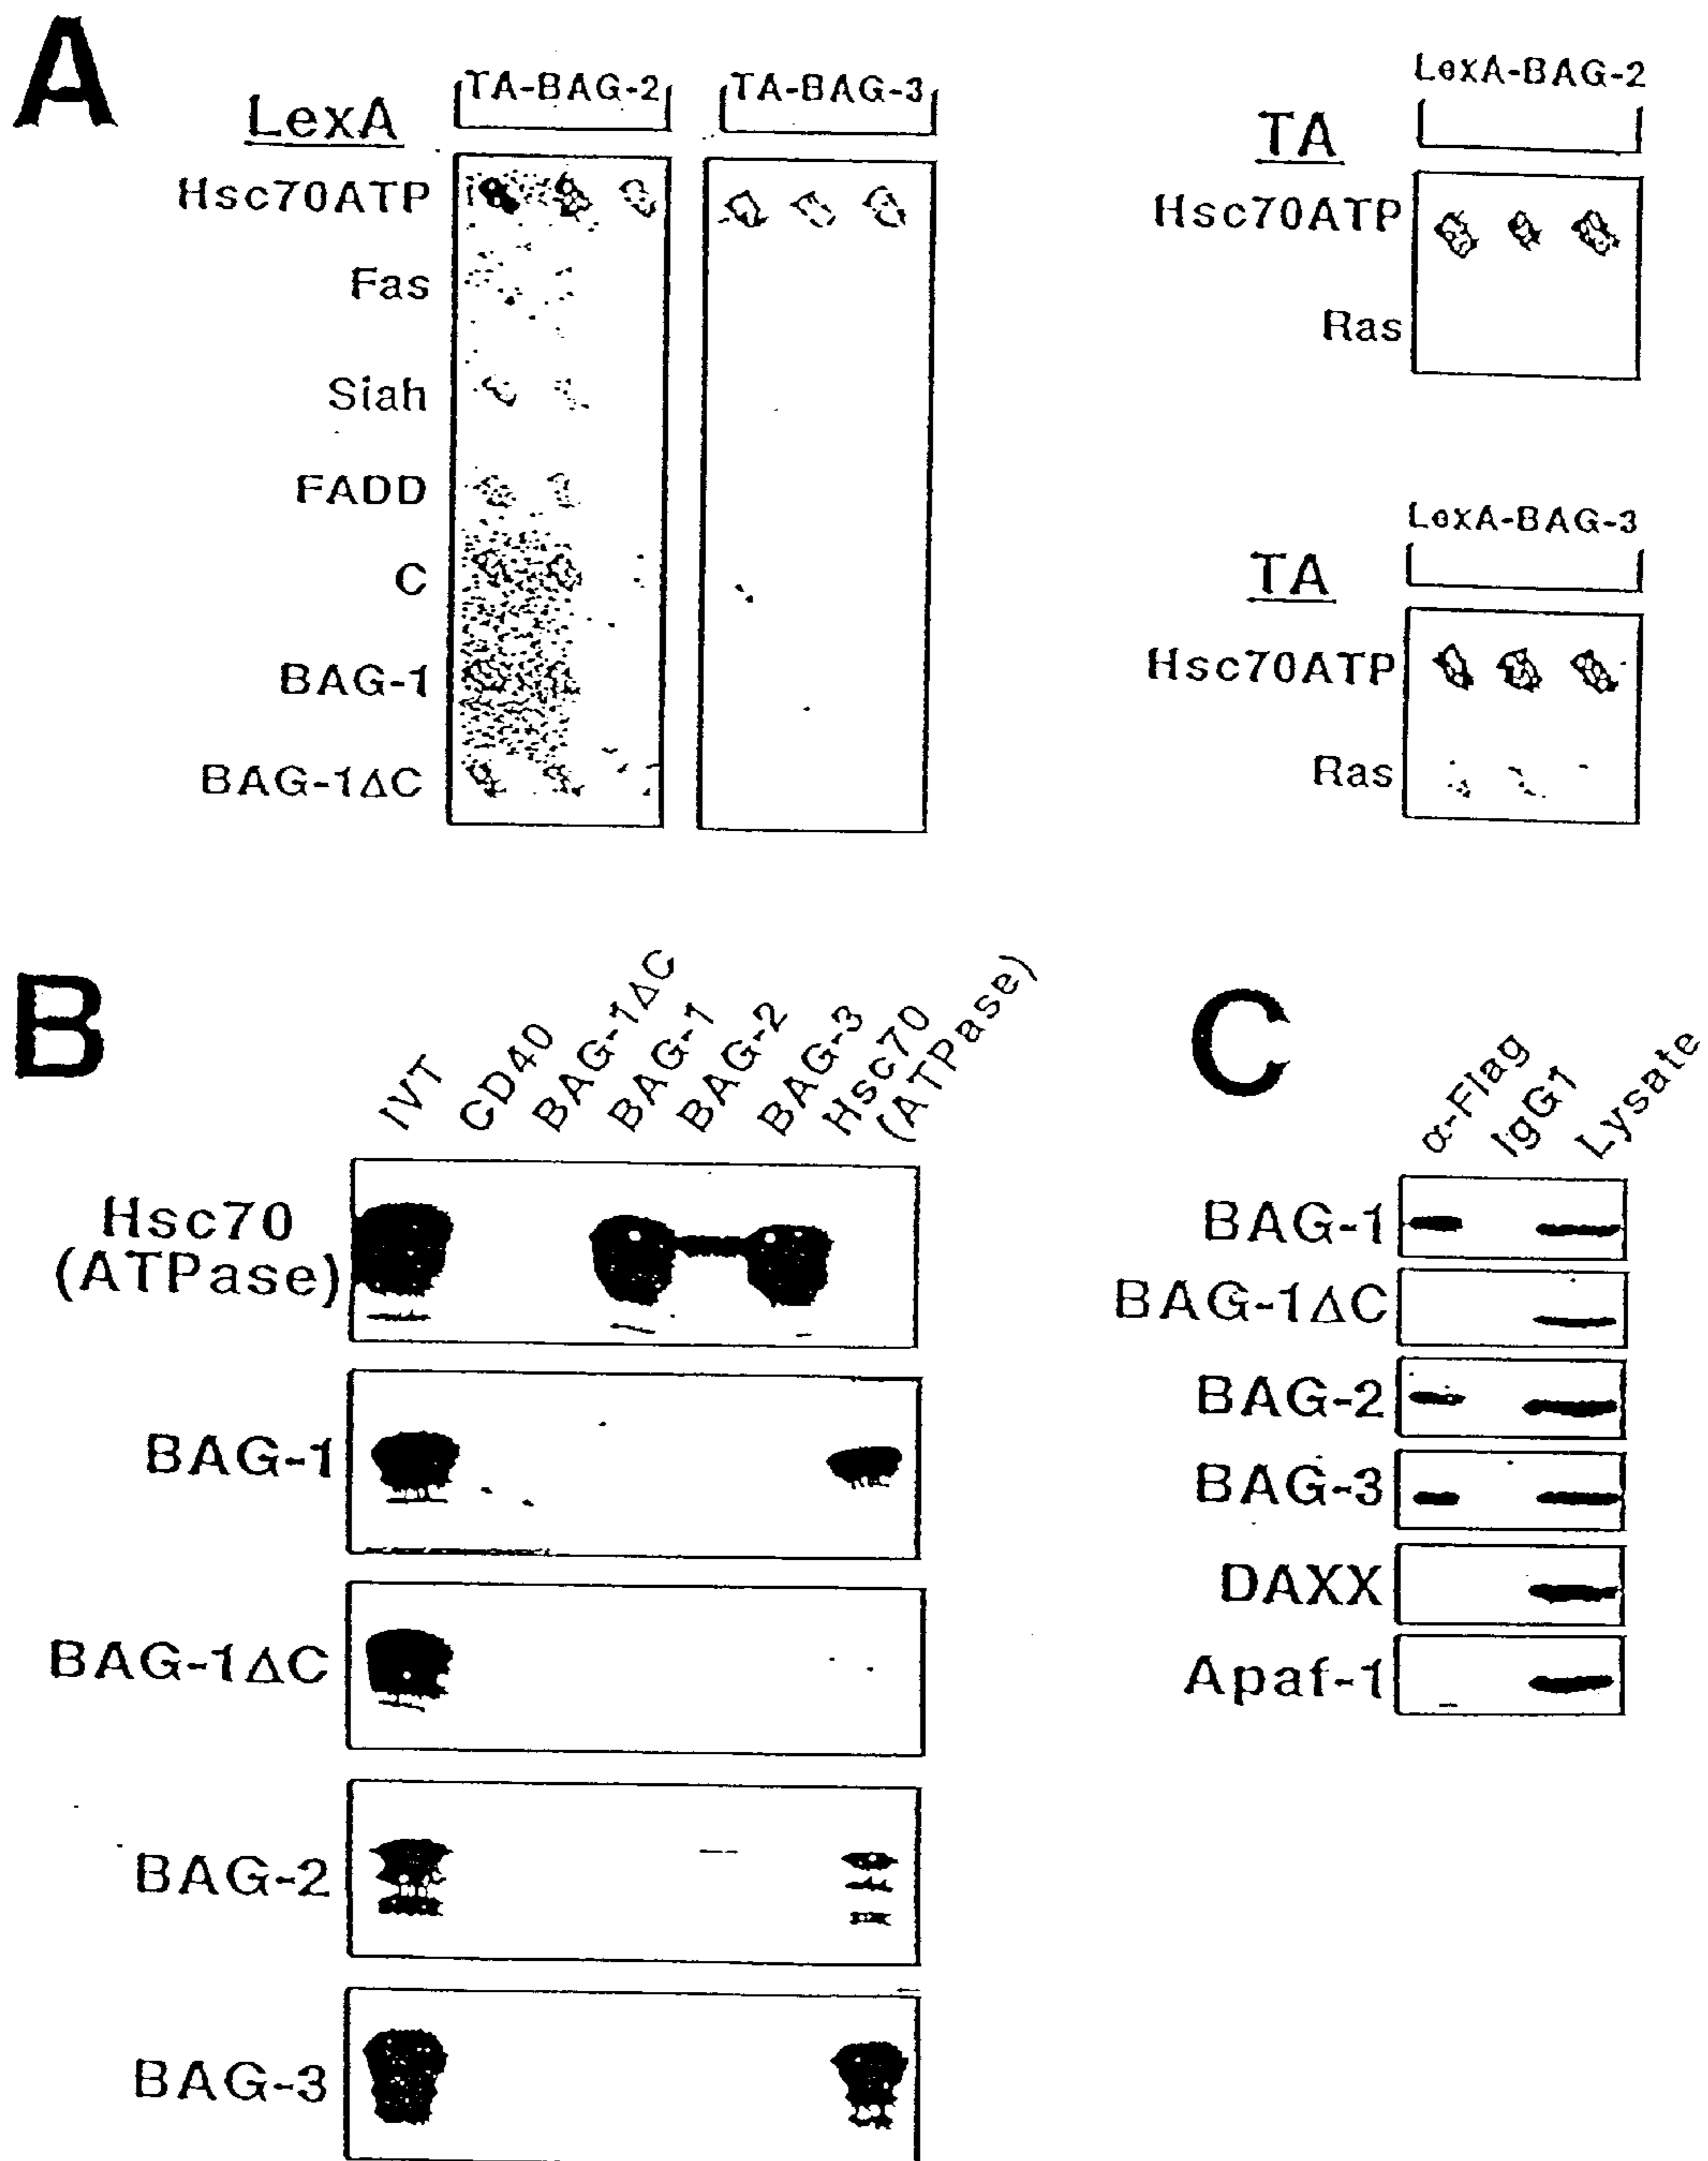 A
LexA
TA-BAG-2
TA-BAG-3
Hsc70ATP
Fas
Siah
FADD
C
BAG-1
BAG-1ΔC
LexA-BAG-2
TA
Hsc70ATP
Ras
LexA-BAG-3
TA
Hsc70ATP
Ras
B
IVT
CD40
BAG-1ΔC
BAG-1
BAG-2
BAG-3
Hsc70
(ATPase)
Hsc70
(ATPase)
BAG-1
BAG-1ΔC
BAG-2
BAG-3
C
α-Flag
IgG1
Lysate
BAG-1
BAG-1ΔC
BAG-2
BAG-3
DAXX
Apaf-1